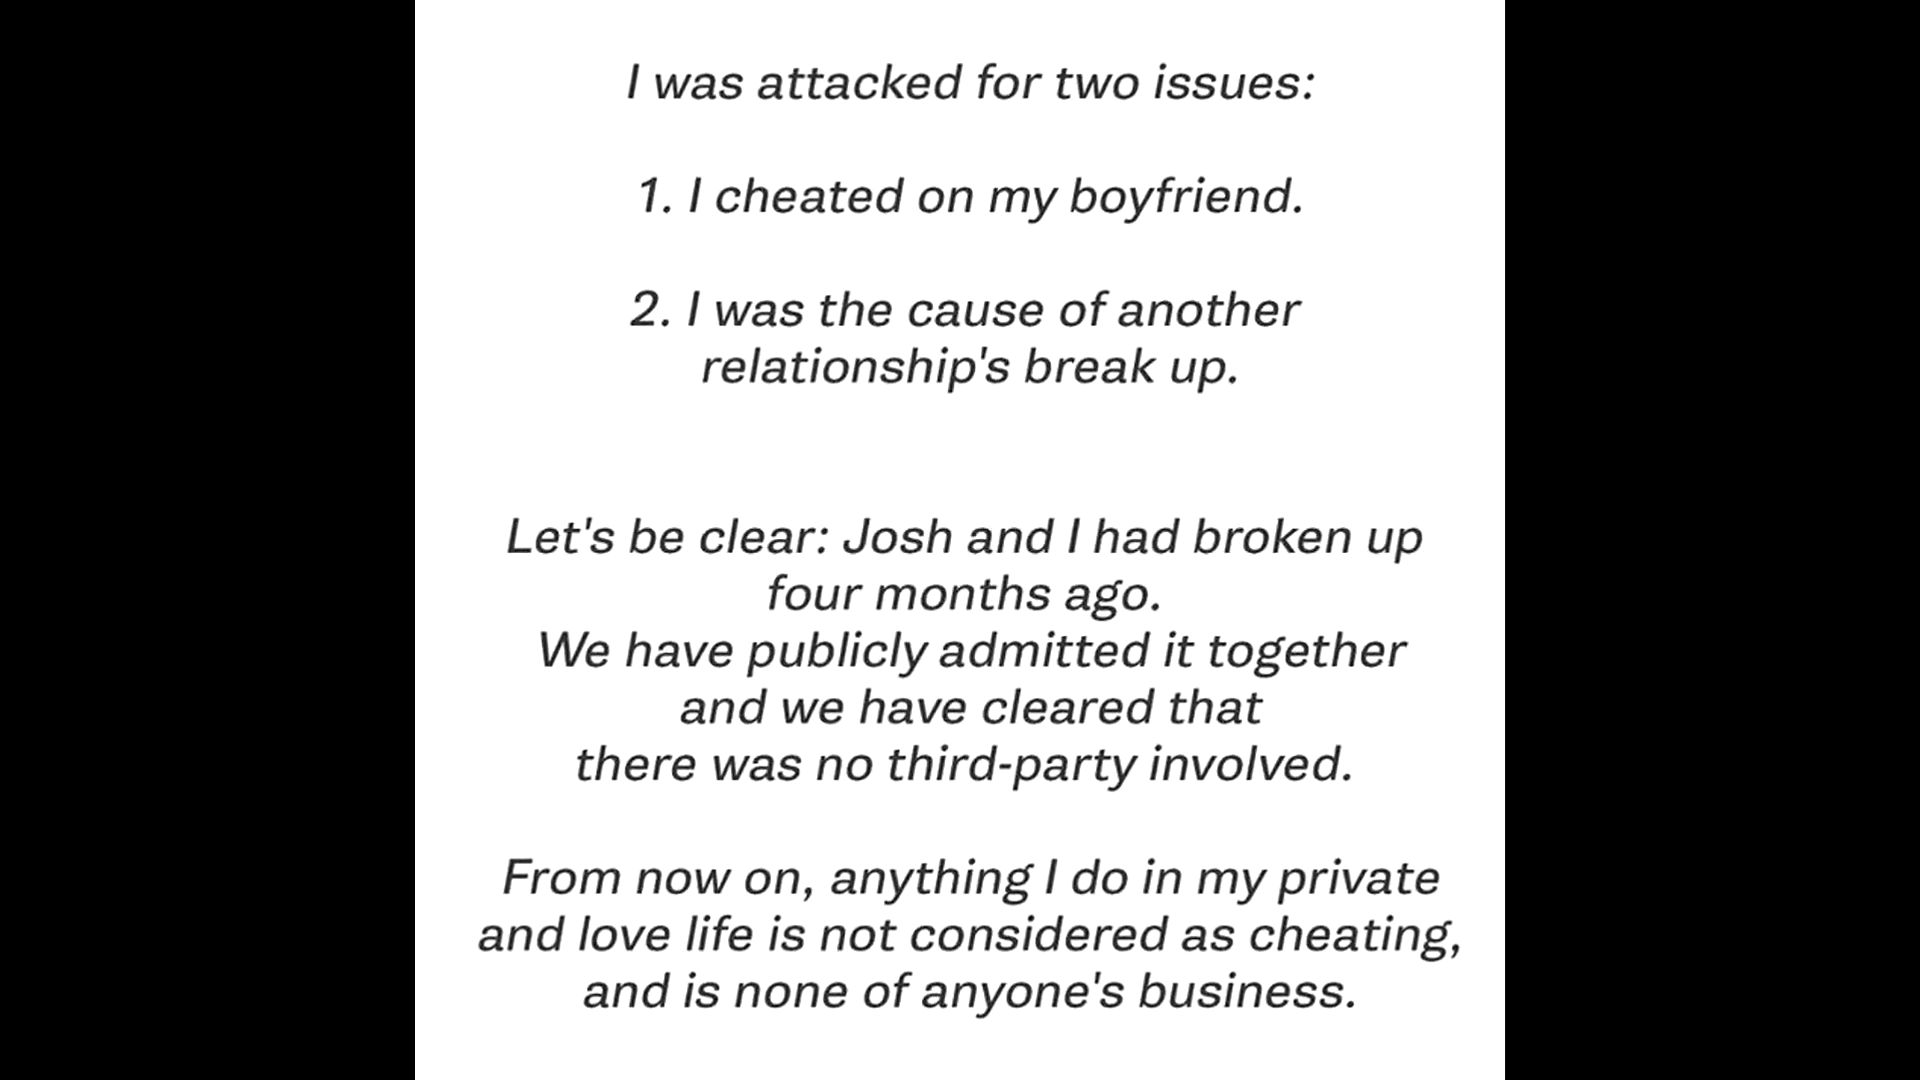 I was attacked for two issues:
1. I cheated on my boyfriend.
2. I was the cause of another
relationship's break up.
Let's be clear: Josh and I had broken up
four months ago.
We have publicly admitted it together
and we have cleared that
there was no third-party involved.
From now on, anything I do in my private
and love life is not considered as cheating,
and is none of anyone's business.